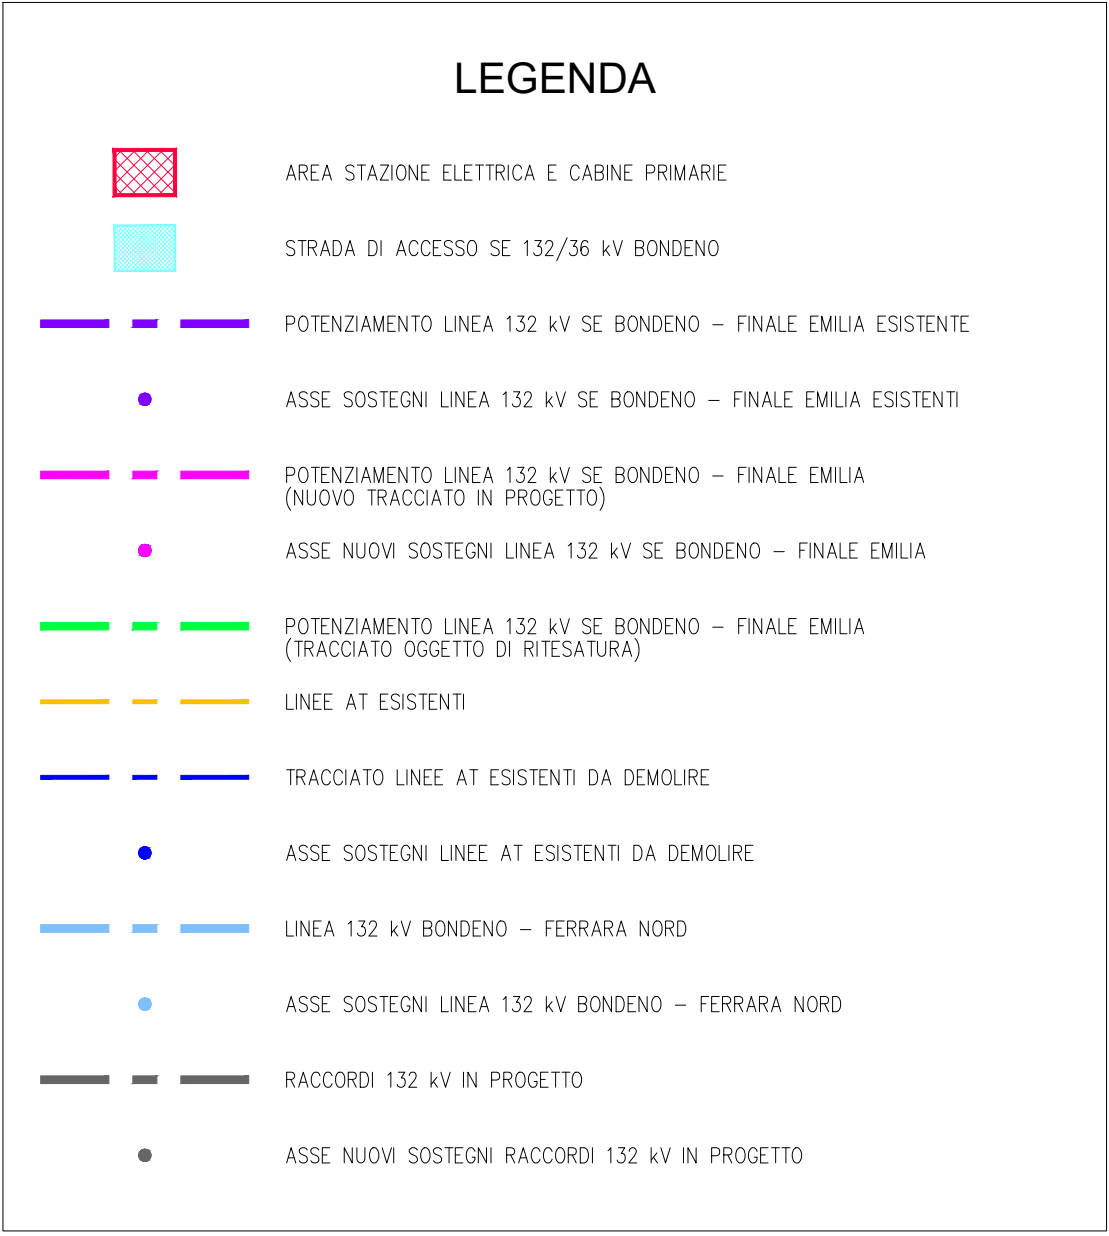 LEGENDA
AREA STAZIONE ELETTRICA E CABINE PRIMARIE
STRADA DI ACCESSO SE 132/36 kV BONDENO
POTENZIAMENTO LINEA 132 kV SE BONDENO – FINALE EMILIA ESISTENTE
ASSE SOSTEGNI LINEA 132 kV SE BONDENO – FINALE EMILIA ESISTENTI
POTENZIAMENTO LINEA 132 kV SE BONDENO – FINALE EMILIA
(NUOVO TRACCIATO IN PROGETTO)
ASSE NUOVI SOSTEGNI LINEA 132 kV SE BONDENO – FINALE EMILIA
POTENZIAMENTO LINEA 132 kV SE BONDENO – FINALE EMILIA
(TRACCIATO OGGETTO DI RITESATURA)
LINEE AT ESISTENTI
TRACCIATO LINEE AT ESISTENTI DA DEMOLIRE
ASSE SOSTEGNI LINEE AT ESISTENTI DA DEMOLIRE
LINEA 132 kV BONDENO – FERRARA NORD
ASSE SOSTEGNI LINEA 132 kV BONDENO – FERRARA NORD
RACCORDI 132 kV IN PROGETTO
ASSE NUOVI SOSTEGNI RACCORDI 132 kV IN PROGETTO